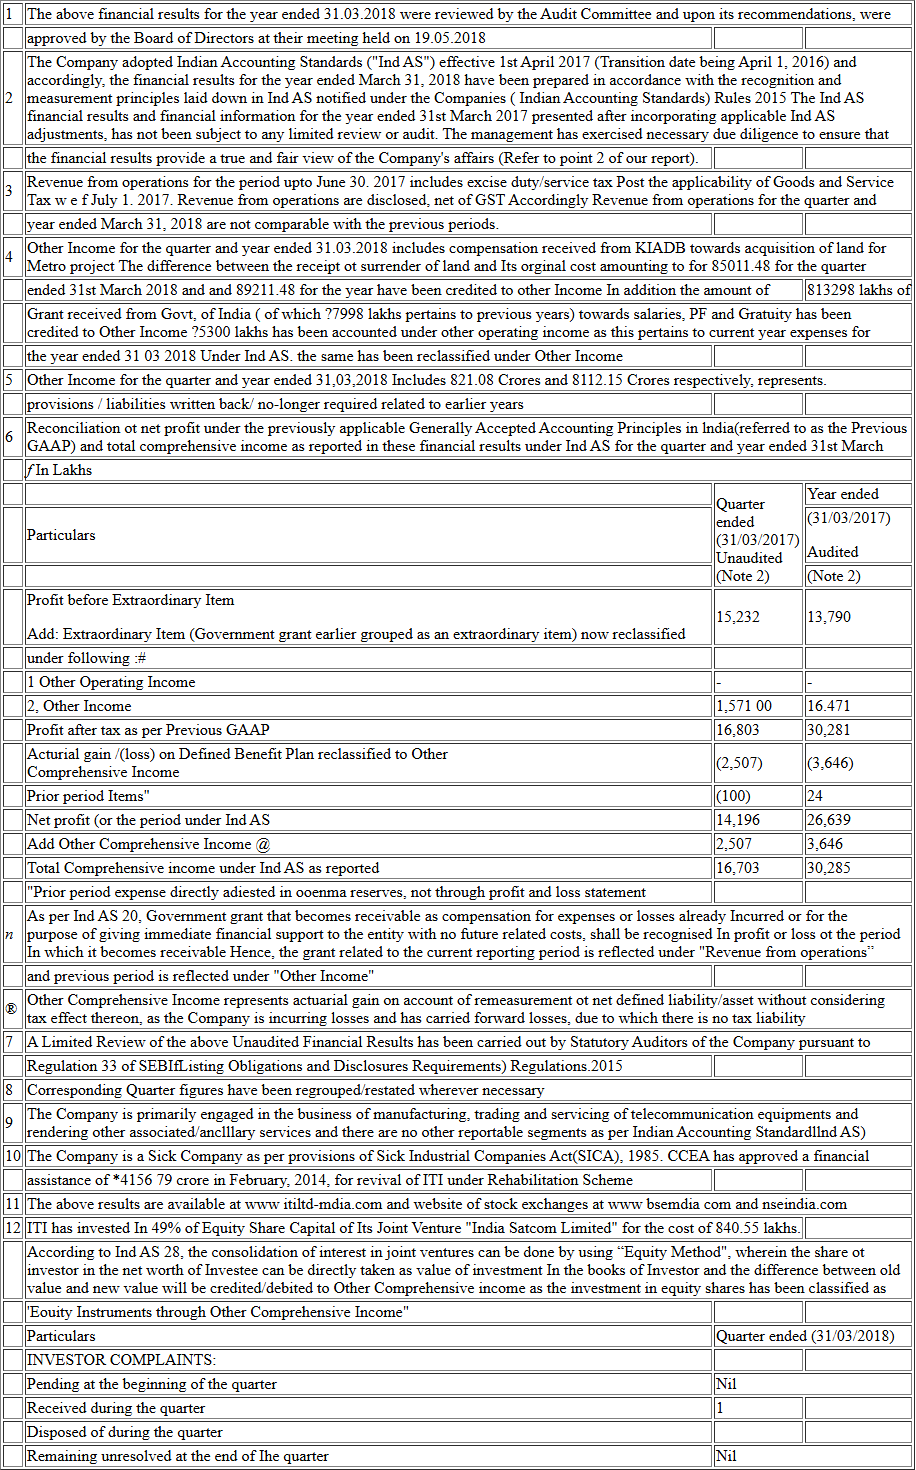 1 The above financial results for the year ended 31.03.2018 were reviewed by the Audit Committee and upon its recommendations, were
approved by the Board of Directors at their meeting held on 19.05.2018
The Company adopted Indian Accounting Standards ("Ind AS") effective 1st April 2017 (Transition date being April 1, 2016) and
accordingly, the financial results for the year ended March 31, 2018 have been prepared in accordance with the recognition and
2 measurement principles laid down in Ind AS notified under the Companies ( Indian Accounting Standards) Rules 2015 The Ind AS
financial results and financial information for the year ended 31st March 2017 presented after incorporating applicable Ind AS
adjustments, has not been subject to any limited review or audit. The management has exercised necessary due diligence to ensure that
the financial results provide a true and fair view of the Company's affairs (Refer to point 2 of our report).
3 Revenue from operations for the period upto June 30. 2017 includes excise duty/service tax Post the applicability of Goods and Service
Tax w e f July 1. 2017. Revenue from operations are disclosed, net of GST Accordingly Revenue from operations for the quarter and
year ended March 31, 2018 are not comparable with the previous periods.
4 Other Income for the quarter and year ended 31.03.2018 includes compensation received from KIADB towards acquisition of land for
Metro project The difference between the receipt ot surrender of land and Its orginal cost amounting to for 85011.48 for the quarter
ended 31st March 2018 and and 89211.48 for the year have been credited to other Income In addition the amount of 813298 lakhs of
Grant received from Govt, of India ( of which ?7998 lakhs pertains to previous years) towards salaries, PF and Gratuity has been
credited to Other Income ?5300 lakhs has been accounted under other operating income as this pertains to current year expenses for
the year ended 31 03 2018 Under Ind AS. the same has been reclassified under Other Income
5 Other Income for the quarter and year ended 31,03,2018 Includes 821.08 Crores and 8112.15 Crores respectively, represents.
provisions / liabilities written back/ no-longer required related to earlier years
6 Reconciliation ot net profit under the previously applicable Generally Accepted Accounting Principles in lndia(referred to as the Previous
GAAP) and total comprehensive income as reported in these financial results under Ind AS for the quarter and year ended 31st March
f In Lakhs
Particulars
Quarter
ended
(31/03/2017)
Unaudited
(Note 2)
Year ended
(31/03/2017)
Audited
(Note 2)
Profit before Extraordinary Item
Add: Extraordinary Item (Government grant earlier grouped as an extraordinary item) now reclassified
15,232 13,790
under following :#
1 Other Operating Income - -
2, Other Income 1,571 00 16.471
Profit after tax as per Previous GAAP 16,803 30,281
Acturial gain /(loss) on Defined Benefit Plan reclassified to Other
Comprehensive Income
(2,507) (3,646)
Prior period Items" (100) 24
Net profit (or the period under Ind AS 14,196 26,639
Add Other Comprehensive Income @ 2,507 3,646
Total Comprehensive income under Ind AS as reported 16,703 30,285
"Prior period expense directly adiested in ooenma reserves, not through profit and loss statement
As per Ind AS 20, Government grant that becomes receivable as compensation for expenses or losses already Incurred or for the
n purpose of giving immediate financial support to the entity with no future related costs, shall be recognised In profit or loss ot the period
In which it becomes receivable Hence, the grant related to the current reporting period is reflected under "Revenue from operations”
and previous period is reflected under "Other Income"
® Other Comprehensive Income represents actuarial gain on account of remeasurement ot net defined liability/asset without considering
tax effect thereon, as the Company is incurring losses and has carried forward losses, due to which there is no tax liability
7 A Limited Review of the above Unaudited Financial Results has been carried out by Statutory Auditors of the Company pursuant to
Regulation 33 of SEBIfListing Obligations and Disclosures Requirements) Regulations.2015
8 Corresponding Quarter figures have been regrouped/restated wherever necessary
9 The Company is primarily engaged in the business of manufacturing, trading and servicing of telecommunication equipments and
rendering other associated/anclllary services and there are no other reportable segments as per Indian Accounting Standardllnd AS)
10 The Company is a Sick Company as per provisions of Sick Industrial Companies Act(SICA), 1985. CCEA has approved a financial
assistance of *4156 79 crore in February, 2014, for revival of ITI under Rehabilitation Scheme
11 The above results are available at www itiltd-mdia.com and website of stock exchanges at www bsemdia com and nseindia.com
12 ITI has invested In 49% of Equity Share Capital of Its Joint Venture "India Satcom Limited" for the cost of 840.55 lakhs.
According to Ind AS 28, the consolidation of interest in joint ventures can be done by using “Equity Method", wherein the share ot
investor in the net worth of Investee can be directly taken as value of investment In the books of Investor and the difference between old
value and new value will be credited/debited to Other Comprehensive income as the investment in equity shares has been classified as
'Eouity Instruments through Other Comprehensive Income"
Particulars Quarter ended (31/03/2018)
INVESTOR COMPLAINTS:
Pending at the beginning of the quarter Nil
Received during the quarter 1
Disposed of during the quarter
Remaining unresolved at the end of Ihe quarter Nil